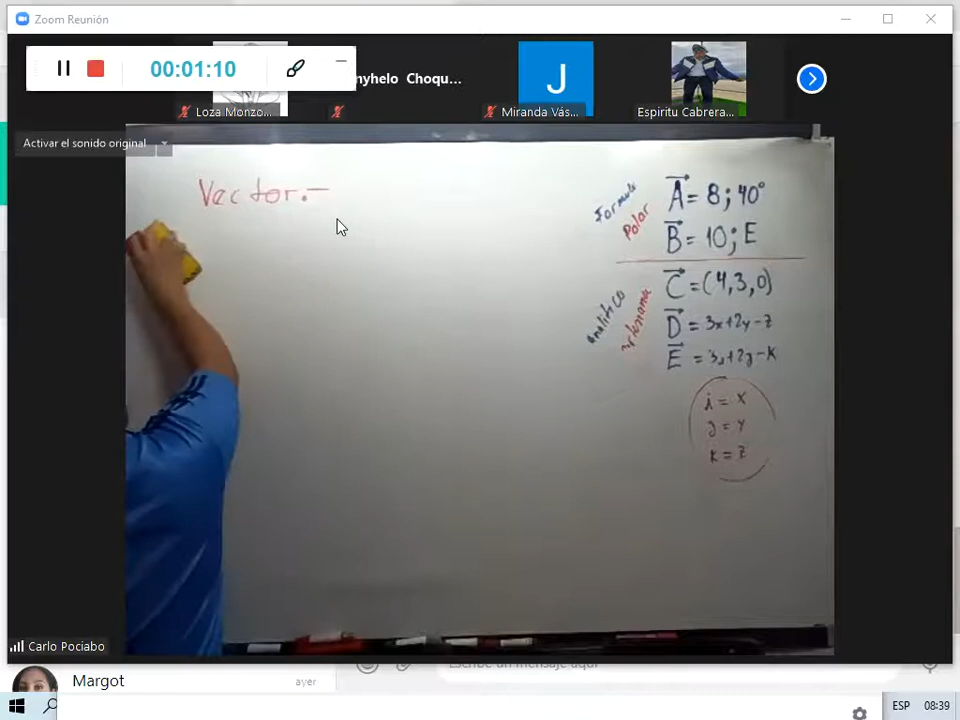 Zoom Reunión
00:01:10
nyhelo Choqu...
J
Loza Monzo...
Miranda Vás...
Espiritu Cabrera...
Activar el sonido original
Vector.-
Formula
Polar
A = 8; 40°
B = 10; E
C = (4,3,0)
analitico
D = 3x+2y-z
E = 3i+2j-k
i = x
j = y
k = z
Carlo Pociabo
Escribe un mensaje aquí
Margot
ayer
ESP
08:39